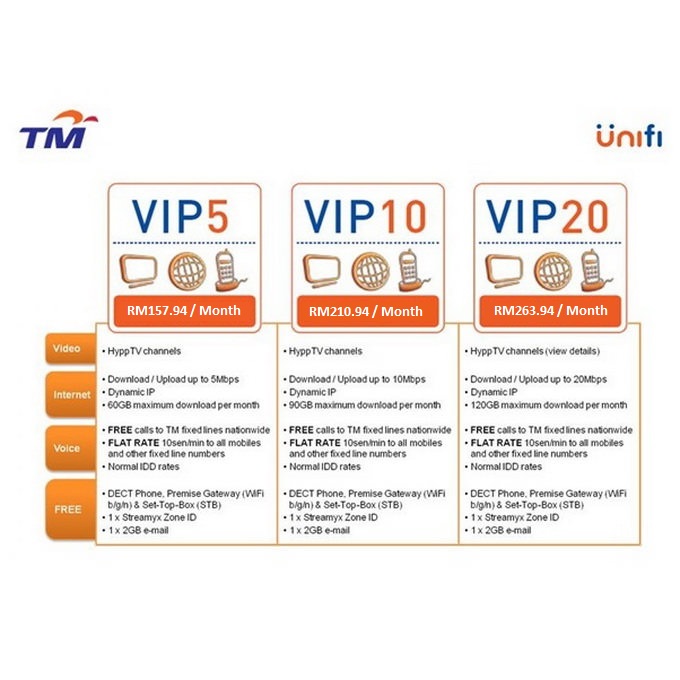 TM
ünifi
VIP5
VIP10
VIP20
RM157.94 / Month
RM210.94 / Month
RM263.94 / Month
Video
• HyppTV channels
• HyppTV channels
• HyppTV channels (view details)
Internet
• Download / Upload up to 5Mbps
• Dynamic IP
• 60GB maximum download per month
• Download / Upload up to 10Mbps
• Dynamic IP
• 90GB maximum download per month
• Download / Upload up to 20Mbps
• Dynamic IP
• 120GB maximum download per month
Voice
• FREE calls to TM fixed lines nationwide
• FLAT RATE 10sen/min to all mobiles
and other fixed line numbers
• Normal IDD rates
• FREE calls to TM fixed lines nationwide
• FLAT RATE 10sen/min to all mobiles
and other fixed line numbers
• Normal IDD rates
• FREE calls to TM fixed lines nationwide
• FLAT RATE 10sen/min to all mobiles
and other fixed line numbers
• Normal IDD rates
FREE
• DECT Phone, Premise Gateway (WiFi
b/g/n) & Set-Top-Box (STB)
• 1 x Streamyx Zone ID
• 1 x 2GB e-mail
• DECT Phone, Premise Gateway (WiFi
b/g/n) & Set-Top-Box (STB)
• 1 x Streamyx Zone ID
• 1 x 2GB e-mail
• DECT Phone, Premise Gateway (WiFi
b/g/n) & Set-Top-Box (STB)
• 1 x Streamyx Zone ID
• 1 x 2GB e-mail